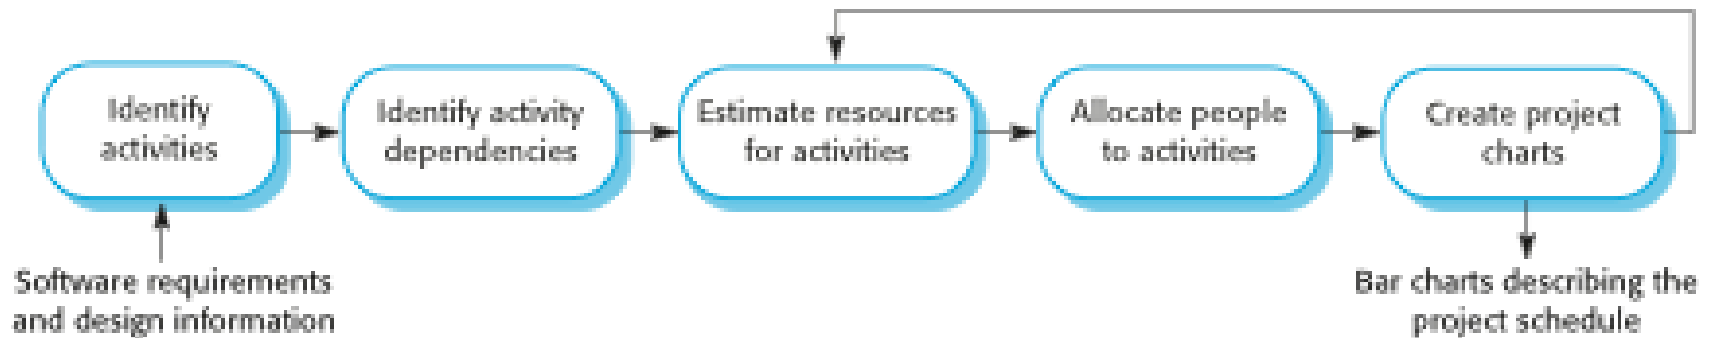 Identify
activities
Identify activity
dependencies
Estimate resources
for activities
Allocate people
to activities
Create project
charts
Software requirements
and design information
Bar charts describing the
project schedule